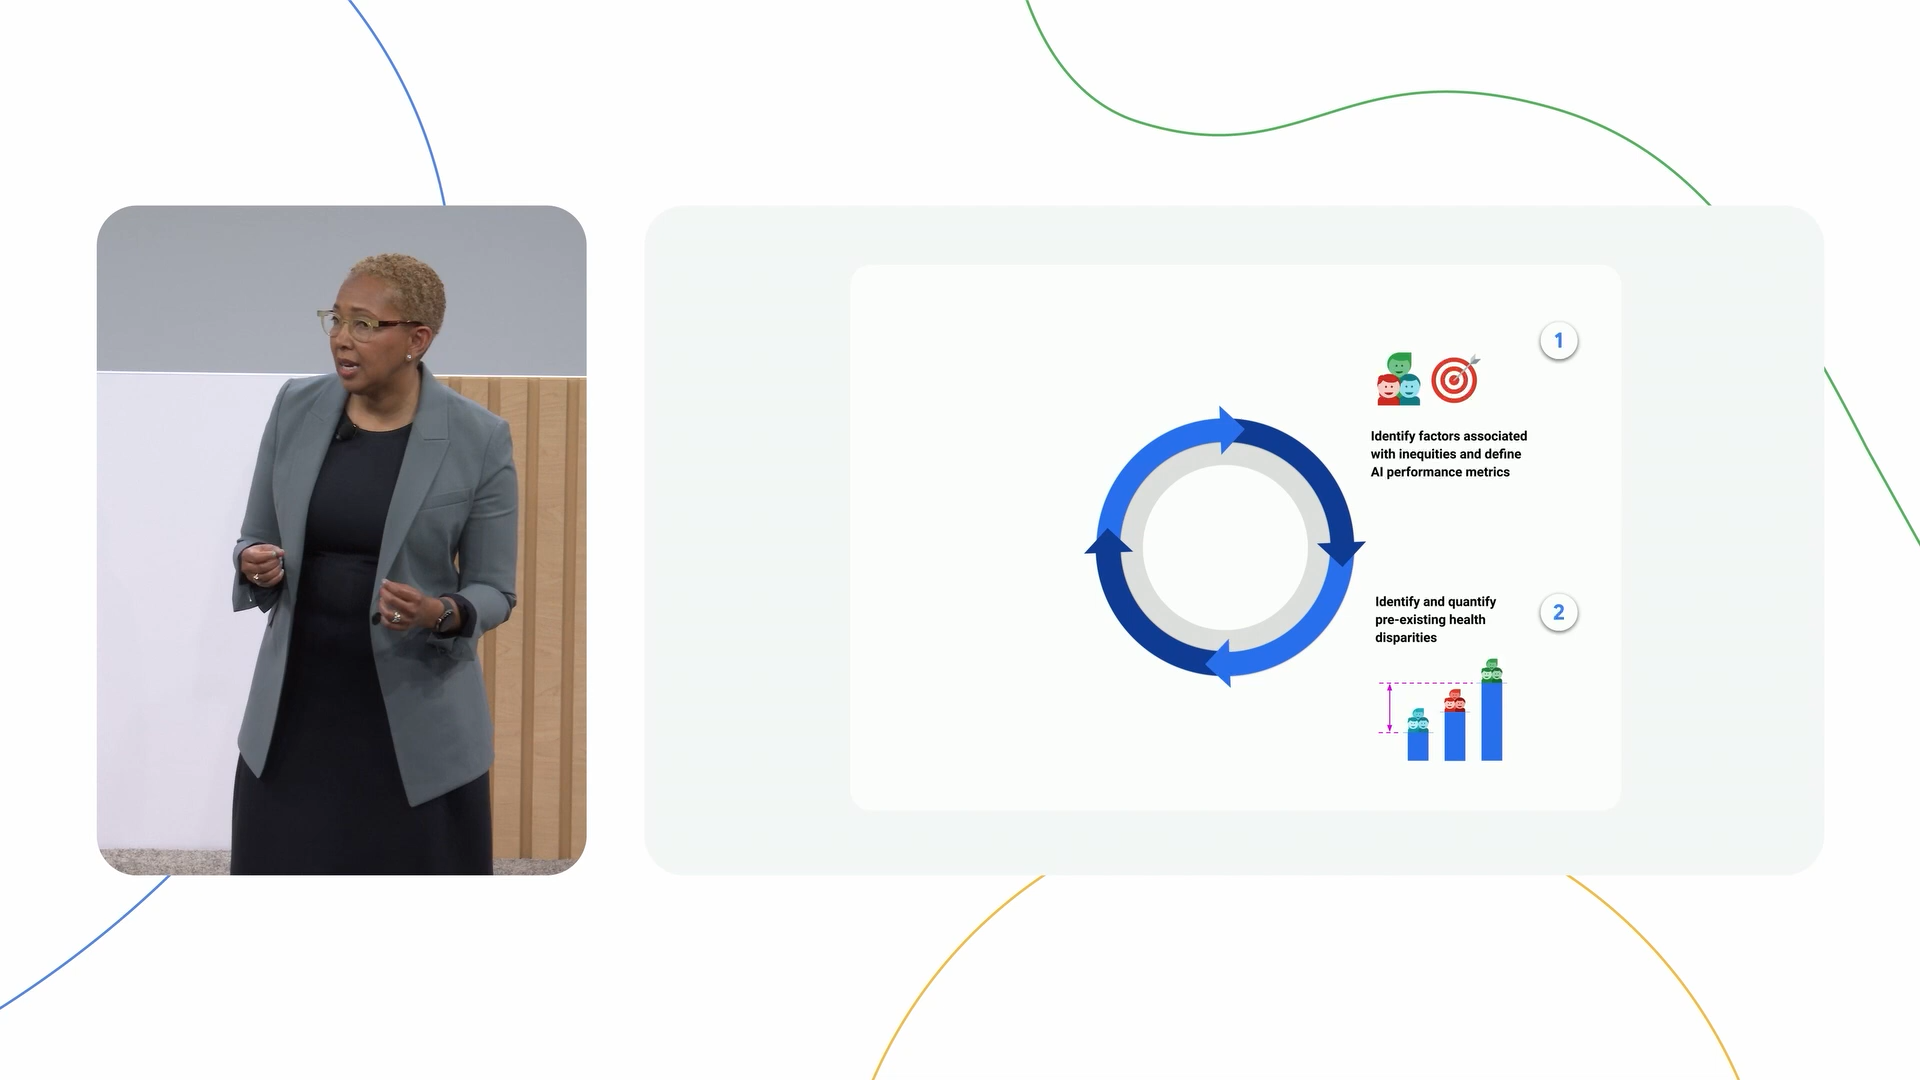 1
Identify factors associated
with inequities and define
AI performance metrics
Identify and quantify
pre-existing health
disparities
2